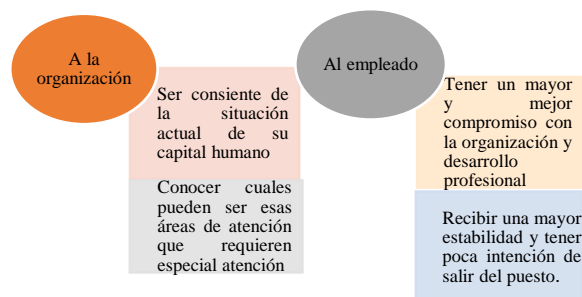 A la
organización
Ser consiente de
la situación
actual de su
capital humano
Conocer cuales
pueden ser esas
áreas de atención
que requieren
especial atención
Al empleado
Tener un mayor
y mejor
compromiso con
la organización y
desarrollo
profesional
Recibir una mayor
estabilidad y tener
poca intención de
salir del puesto.